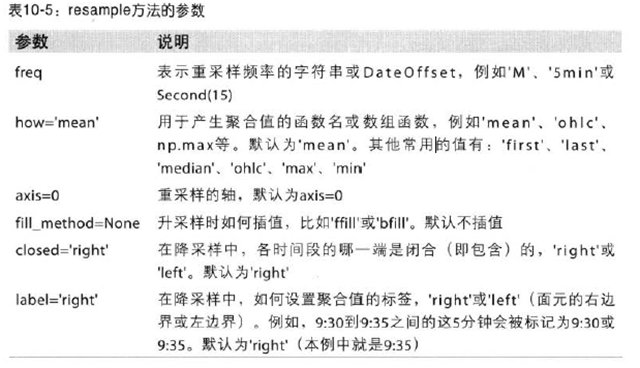 表10-5：resample方法的参数
参数 说明
freq 表示重采样频率的字符串或DateOffset，例如'M'、'5min'或
Second(15)
how='mean' 用于产生聚合值的函数名或数组函数，例如'mean'、'ohlc'、
np.max等。默认为'mean'。其他常用的值有：'first'、'last'、
'median'、'ohlc'、'max'、'min'
axis=0 重采样的轴，默认为axis=0
fill_method=None 升采样时如何插值，比如'ffill'或'bfill'。默认不插值
closed='right' 在降采样中，各时间段的哪一端是闭合（即包含）的，'right'或
'left'。默认为'right'
label='right' 在降采样中，如何设置聚合值的标签，'right'或'left'（面元的右边
界或左边界）。例如，9:30到9:35之间的这5分钟会被标记为9:30或
9:35。默认为'right'（本例中就是9:35）